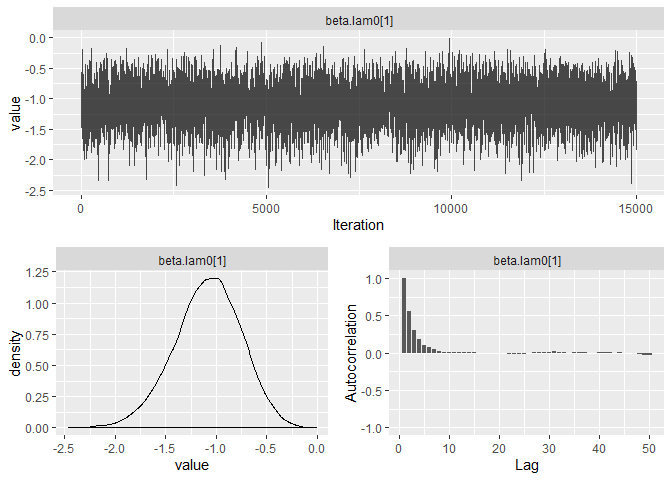 beta.lam0[1]
0.0
-0.5
-1.0
-1.5
-2.0
-2.5
value
0 5000 10000 15000
Iteration
beta.lam0[1]
1.25
1.00
0.75
0.50
0.25
0.00
density
-2.5 -2.0 -1.5 -1.0 -0.5 0.0
value
beta.lam0[1]
1.0
0.5
0.0
-0.5
-1.0
Autocorrelation
0 10 20 30 40 50
Lag